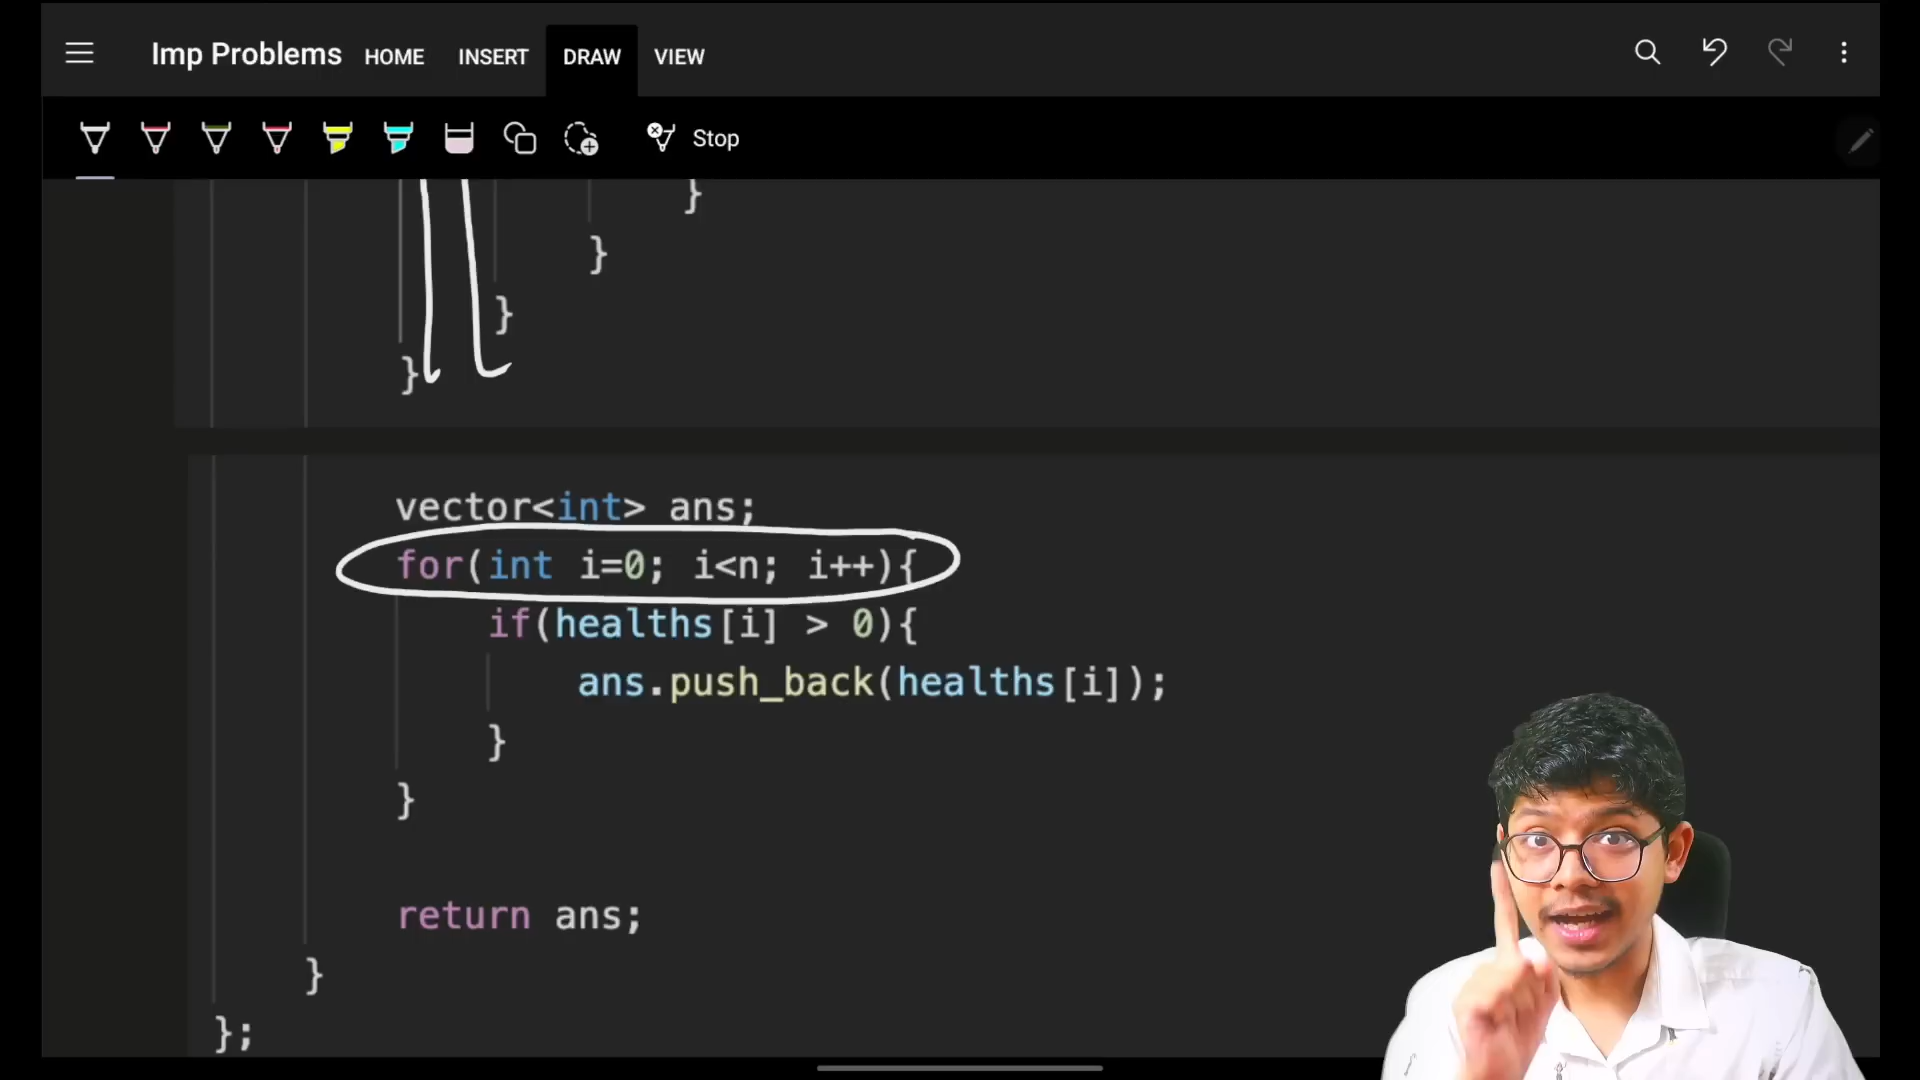 Imp Problems HOME INSERT DRAW VIEW
Stop
}
}
}
}
vector<int> ans;
for(int i=0; i<n; i++){
if(healths[i] > 0){
ans.push_back(healths[i]);
}
}
return ans;
}
};